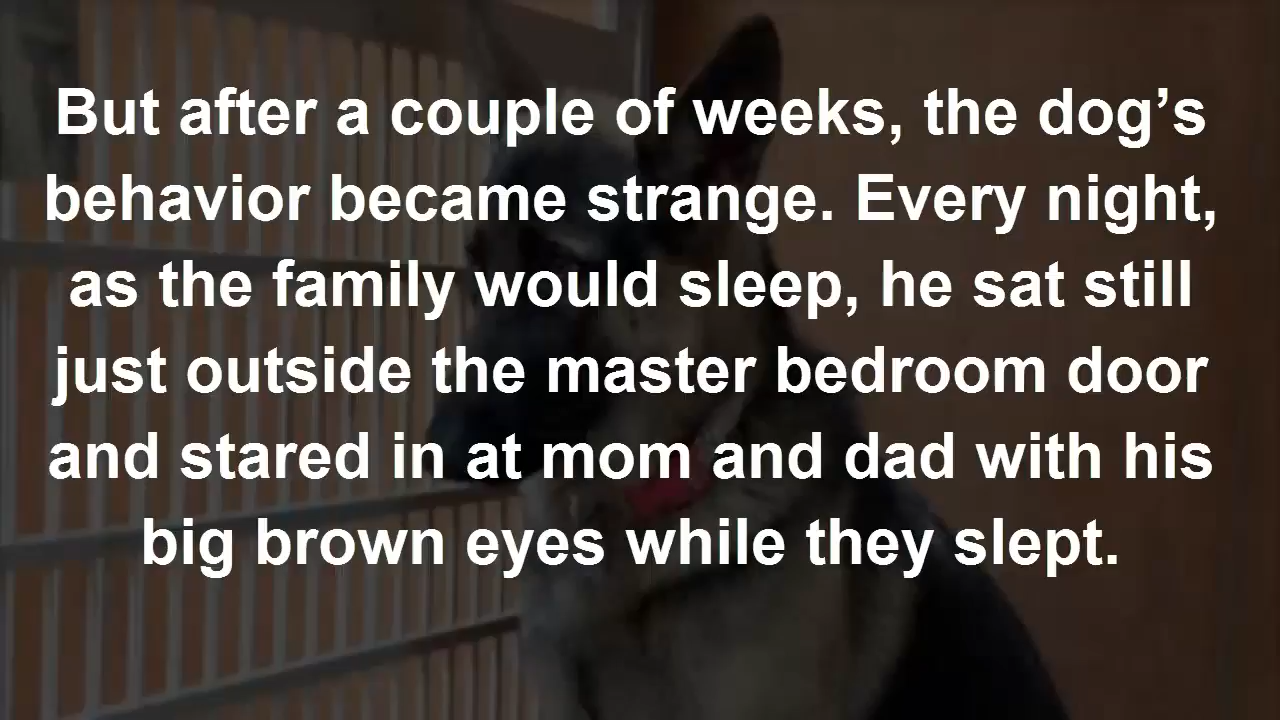 But after a couple of weeks, the dog’s
behavior became strange. Every night,
as the family would sleep, he sat still
just outside the master bedroom door
and stared in at mom and dad with his
big brown eyes while they slept.